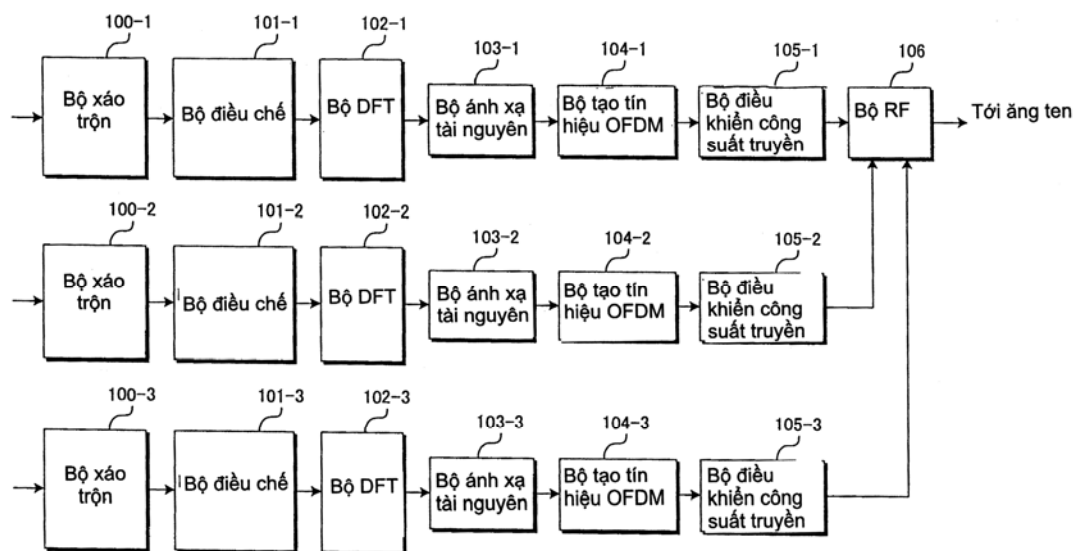 100-1
101-1
102-1
103-1
104-1
105-1
106
Bộ xáo
trộn
Bộ điều chế
Bộ DFT
Bộ ánh xạ
tài nguyên
Bộ tạo tín
hiệu OFDM
Bộ điều
khiển công
suất truyền
Bộ RF
Tới ăng ten
100-2
101-2
102-2
103-2
104-2
105-2
Bộ xáo
trộn
Bộ điều chế
Bộ DFT
Bộ ánh xạ
tài nguyên
Bộ tạo tín
hiệu OFDM
Bộ điều
khiển công
suất truyền
100-3
101-3
102-3
103-3
104-3
105-3
Bộ xáo
trộn
Bộ điều chế
Bộ DFT
Bộ ánh xạ
tài nguyên
Bộ tạo tín
hiệu OFDM
Bộ điều
khiển công
suất truyền